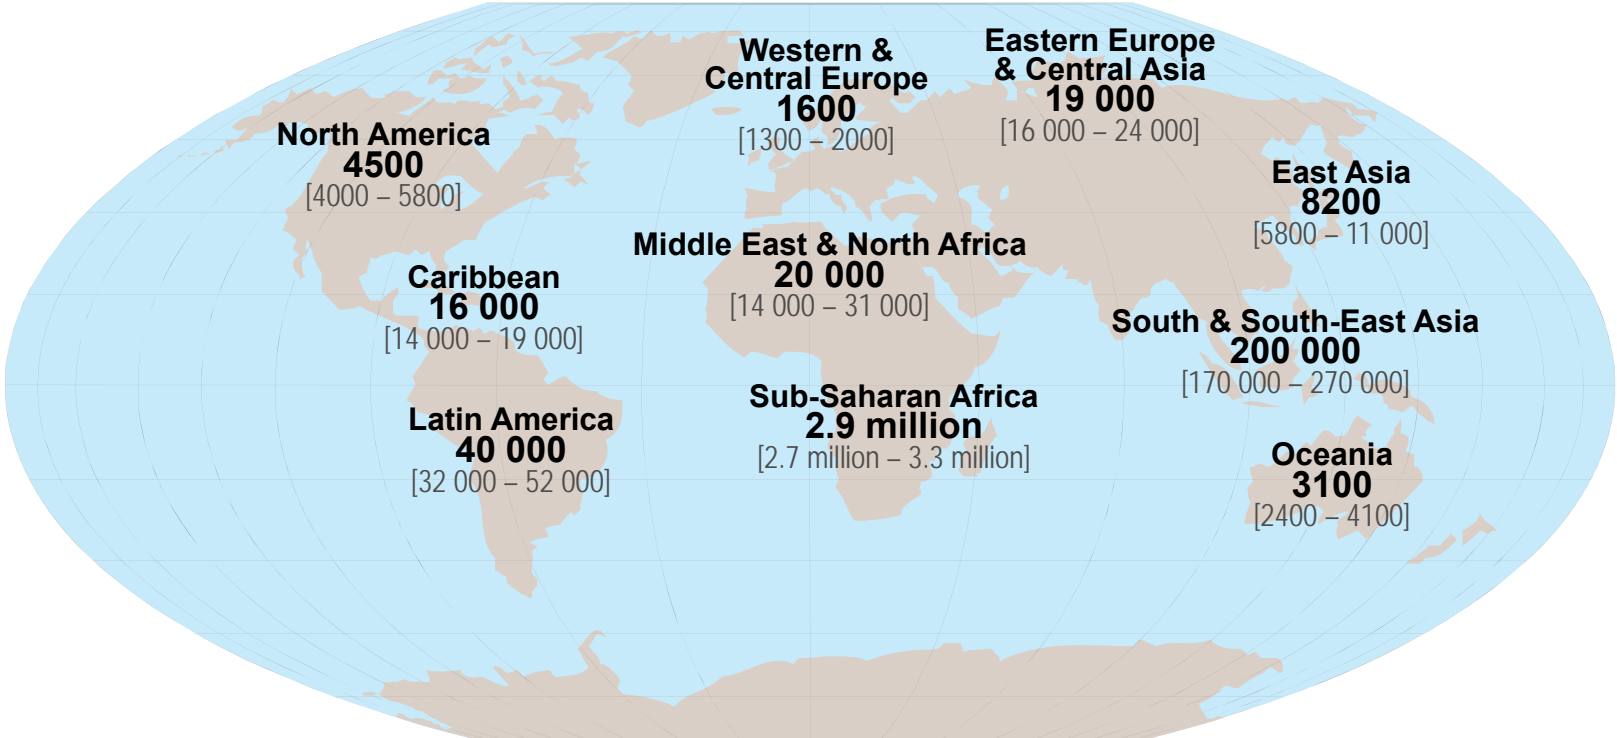 Western &
Central Europe
1600
[1300 – 2000]
Eastern Europe
& Central Asia
19 000
[16 000 – 24 000]
North America
4500
[4000 – 5800]
East Asia
8200
[5800 – 11 000]
Middle East & North Africa
20 000
[14 000 – 31 000]
Caribbean
16 000
[14 000 – 19 000]
South & South-East Asia
200 000
[170 000 – 270 000]
Sub-Saharan Africa
2.9 million
[2.7 million – 3.3 million]
Latin America
40 000
[32 000 – 52 000]
Oceania
3100
[2400 – 4100]